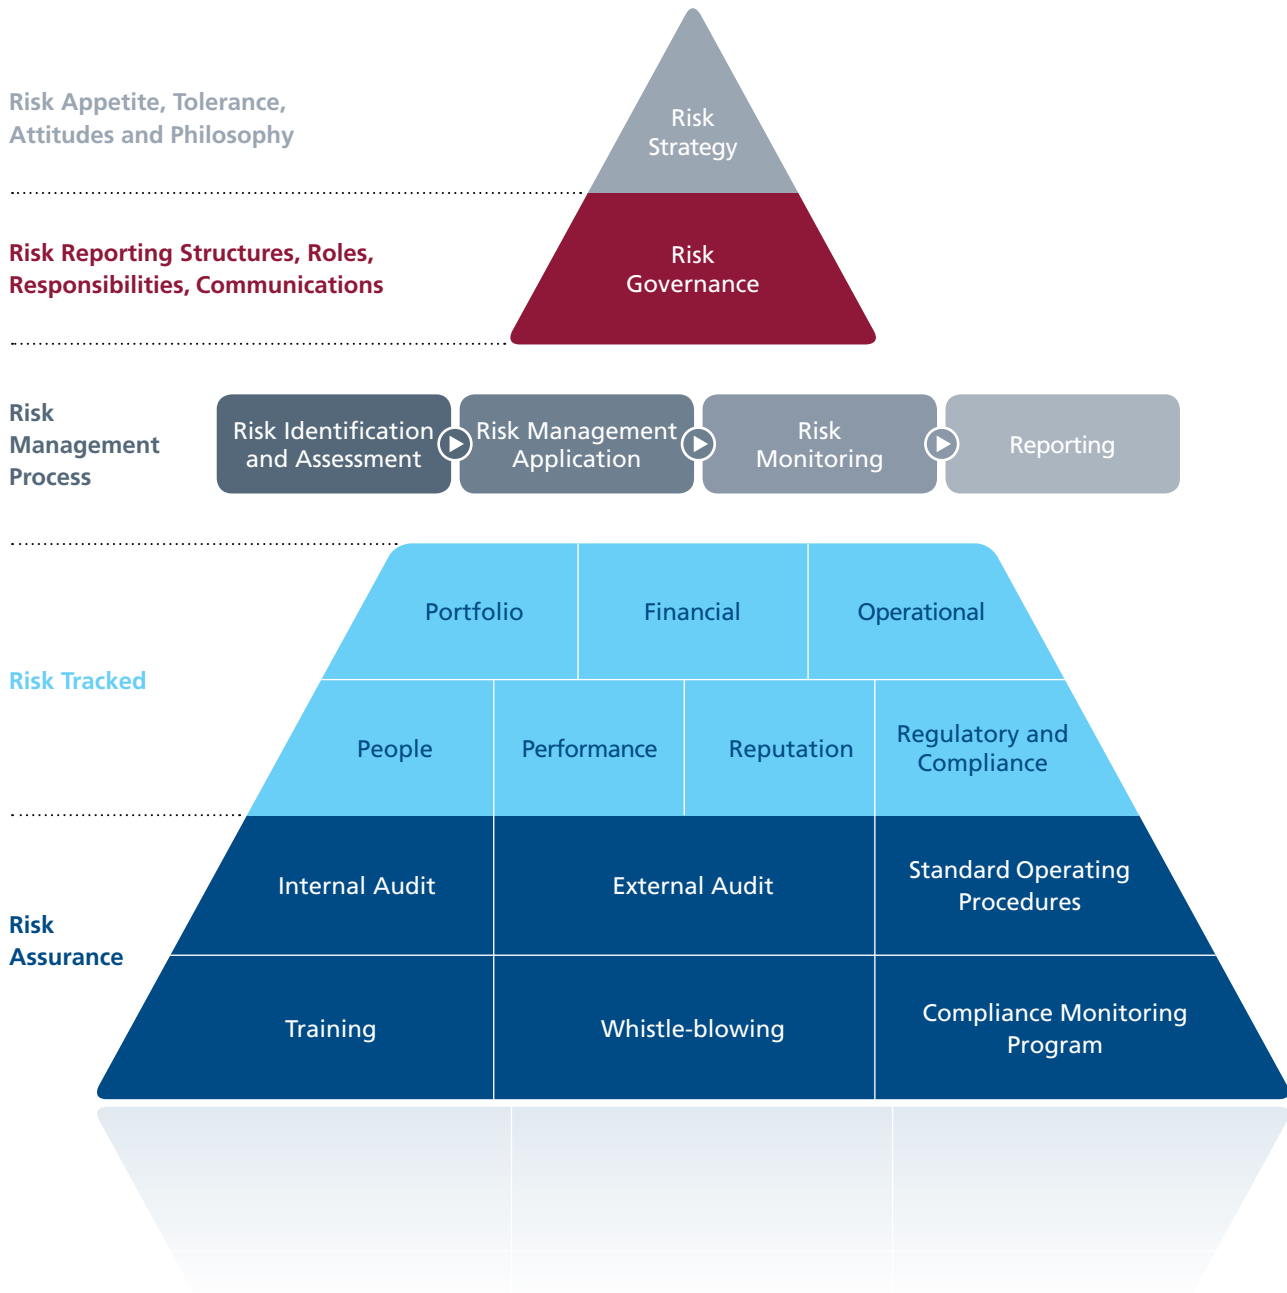 Risk Appetite, Tolerance,
Attitudes and Philosophy
Risk
Strategy
Risk Reporting Structures, Roles,
Responsibilities, Communications
Risk
Governance
Risk
Management
Process
Risk Identification
and Assessment
Risk Management
Application
Risk
Monitoring
Reporting
Risk Tracked
Portfolio
Financial
Operational
People
Performance
Reputation
Regulatory and
Compliance
Risk
Assurance
Internal Audit
External Audit
Standard Operating
Procedures
Training
Whistle-blowing
Compliance Monitoring
Program